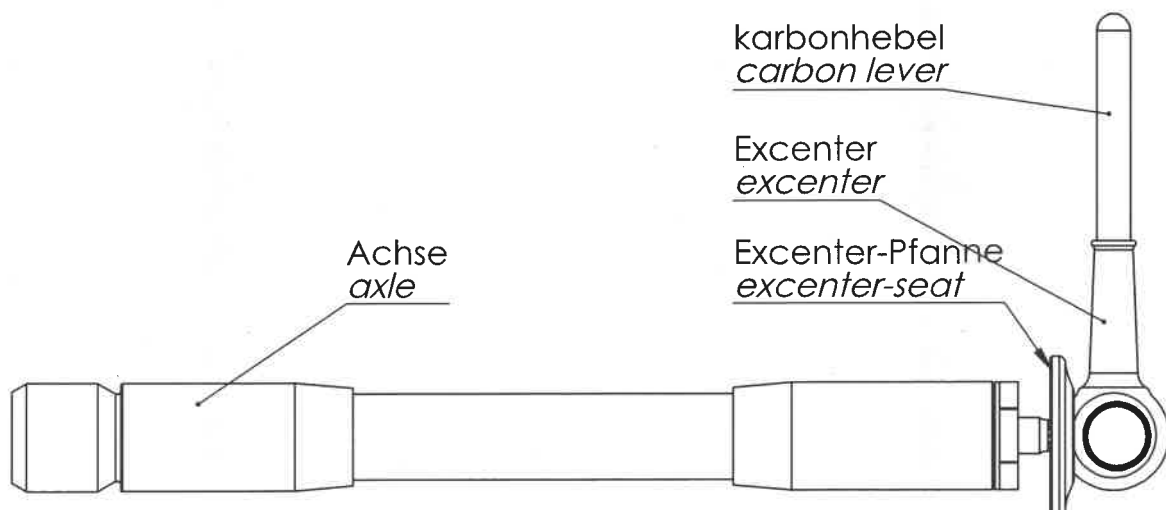 karbonhebel
carbon lever
Excenter
excenter
Excenter-Pfanne
excenter-seat
Achse
axle